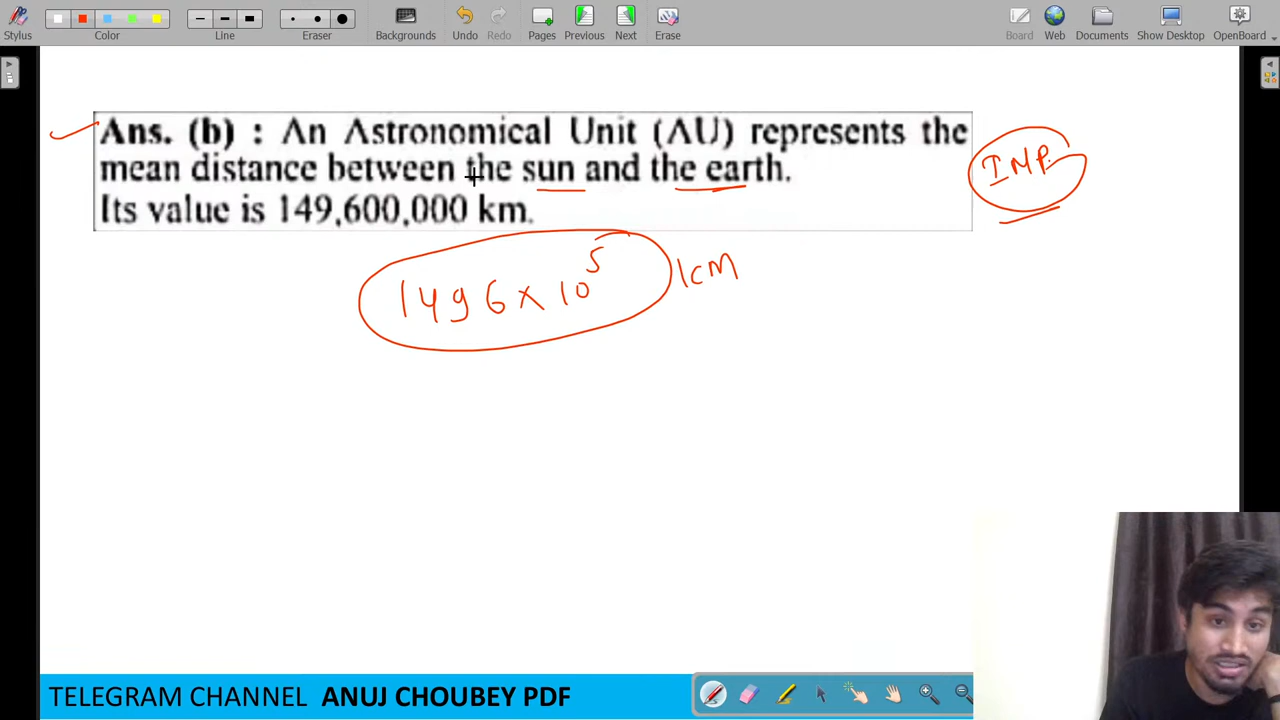 Stylus Color Line Eraser Backgrounds Undo Redo Pages Previous Next Erase Board Web Documents Show Desktop OpenBoard
Ans. (b) : An Astronomical Unit (AU) represents the
mean distance between the sun and the earth.
Its value is 149,600,000 km.
IMP.
1496 x 10^5 KM
TELEGRAM CHANNEL ANUJ CHOUBEY PDF